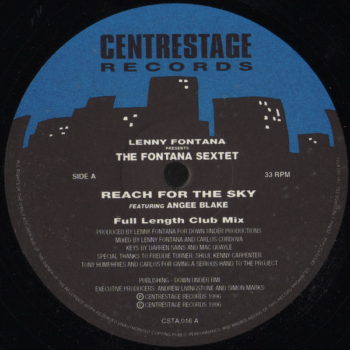 CENTRESTAGE
RECORDS
LENNY FONTANA
PRESENTS
THE FONTANA SEXTET
SIDE A
33 RPM
REACH FOR THE SKY
FEATURING ANGEE BLAKE
Full Length Club Mix
PRODUCED BY LENNY FONTANA FOR DOWN UNDER PRODUCTIONS
MIXED BY LENNY FONTANA AND CARLOS CORDOVA
KEYS BY DARREN SAINS AND MAC QUAYLE
SPECIAL THANKS TO FREDDIE TURNER, SHUJI, KENNY CARPENTER
TONY HUMPHRIES AND CARLOS FOR GIVING A SERIOUS HAND TO THE PROJECT
PUBLISHING - DOWN UNDER TIME
EXECUTIVE PRODUCERS: ANDREW LIVINGSTONE AND SIMON MARKS
℗ CENTRESTAGE RECORDS 1996
© CENTRESTAGE RECORDS 1996
CSTA 016 A